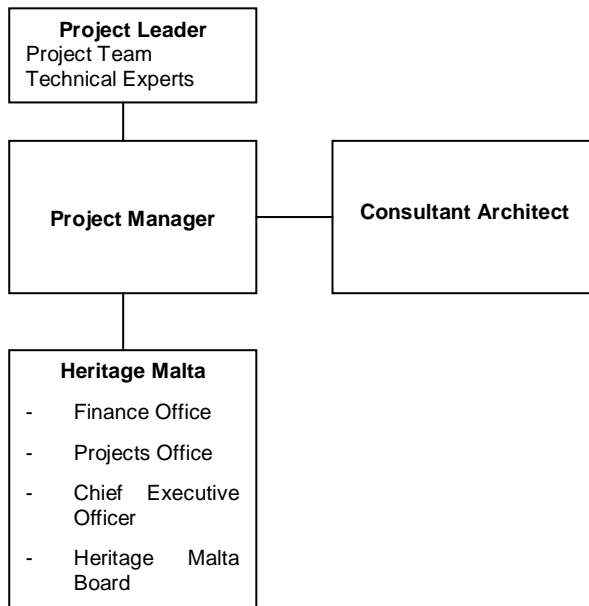 Project Leader
Project Team
Technical Experts
Project Manager
Consultant Architect
Heritage Malta
- Finance Office
- Projects Office
- Chief Executive
Officer
- Heritage Malta
Board